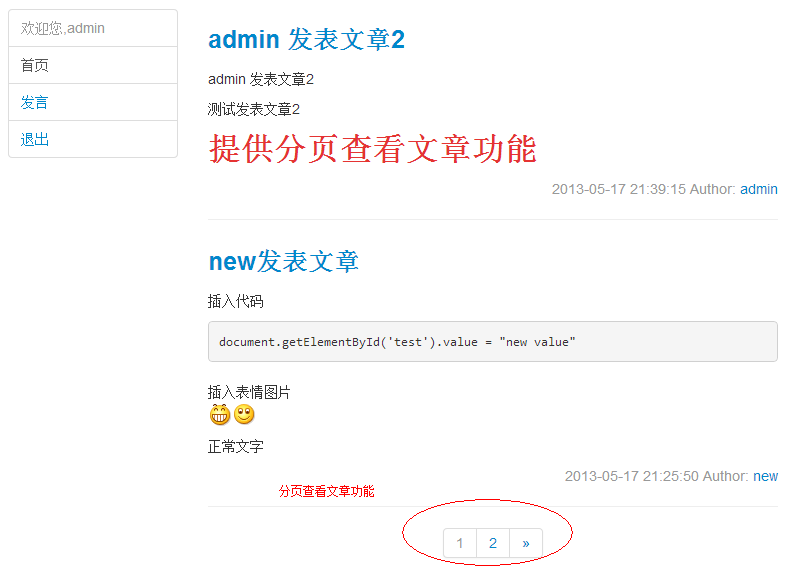 欢迎您,admin
首页
发言
退出
admin 发表文章2
admin 发表文章2
测试发表文章2
提供分页查看文章功能
2013-05-17 21:39:15 Author: admin
new发表文章
插入代码
document.getElementById('test').value = "new value"
插入表情图片
正常文字
2013-05-17 21:25:50 Author: new
分页查看文章功能
1 2 »